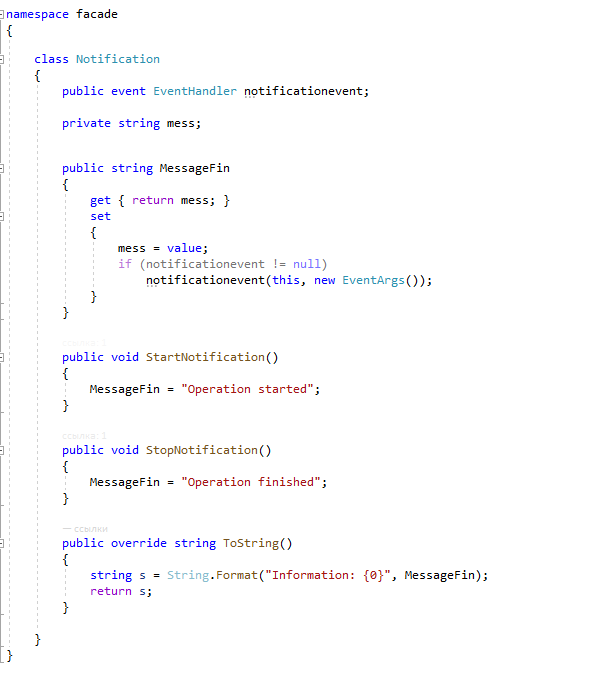 namespace facade
{
class Notification
{
public event EventHandler notificationevent;
private string mess;
public string MessageFin
{
get { return mess; }
set
{
mess = value;
if (notificationevent != null)
notificationevent(this, new EventArgs());
}
}
ссылка: 1
public void StartNotification()
{
MessageFin = "Operation started";
}
ссылка: 1
public void StopNotification()
{
MessageFin = "Operation finished";
}
— ссылки
public override string ToString()
{
string s = String.Format("Information: {0}", MessageFin);
return s;
}
}
}